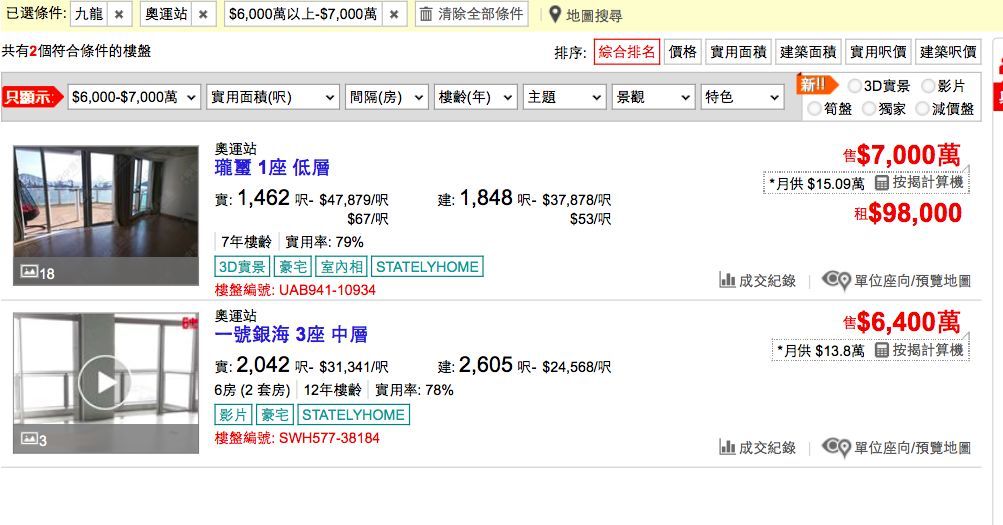 已選條件: 九龍 × 奧運站 × $6,000萬以上-$7,000萬 × 清除全部條件 地圖搜尋
共有2個符合條件的樓盤 排序: 綜合排名 價格 實用面積 建築面積 實用呎價 建築呎價
只顯示: $6,000-$7,000萬 實用面積(呎) 間隔(房) 樓齡(年) 主題 景觀 特色 新!! 3D實景 影片
筍盤 獨家 減價盤
奧運站
瓏璽 1座 低層
售$7,000萬
*月供 $15.09萬 按揭計算機
實: 1,462 呎- $47,879/呎 建: 1,848 呎- $37,878/呎
$67/呎 $53/呎
租$98,000
7年樓齡 實用率: 79%
3D實景 豪宅 室內相 STATELYHOME
18
成交紀錄 單位座向/預覽地圖
樓盤編號: UAB941-10934
奧運站
一號銀海 3座 中層
售$6,400萬
*月供 $13.8萬 按揭計算機
實: 2,042 呎- $31,341/呎 建: 2,605 呎- $24,568/呎
6房 (2 套房) 12年樓齡 實用率: 78%
影片 豪宅 STATELYHOME
3
樓盤編號: SWH577-38184
成交紀錄 單位座向/預覽地圖